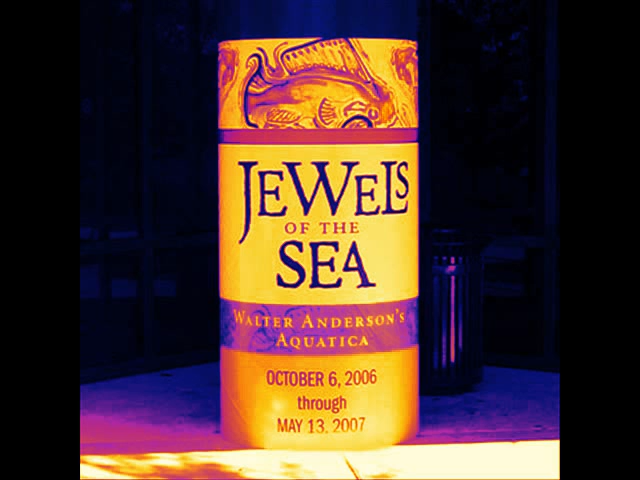 JEWELS
OF THE
SEA
WALTER ANDERSON'S
AQUATICA
OCTOBER 6, 2006
through
MAY 13, 2007